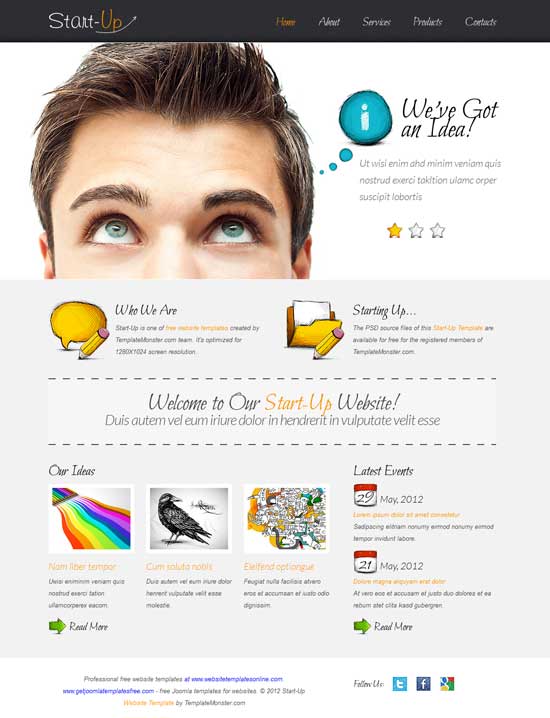 Start-Up
Home About Services Products Contacts
We've Got
an Idea!
Ut wisi enim ahd minim veniam quis
nostrud exerci takltion ulamc orper
suscipit lobortis
Who We Are
Start-Up is one of free website templates created by
TemplateMonster.com team. It's optimized for
1280X1024 screen resolution.
Starting Up...
The PSD source files of this Start-Up Template are
available for free for the registered members of
TemplateMonster.com.
Welcome to Our Start-Up Website!
Duis autem vel eum iriure dolor in hendrerit in vulputate velit esse
Our Ideas
Nam liber tempor
Ueisi eniminim veniam quis
nostrud exerci tation
ullamcorperes eacom.
Cum soluta nobils
Duis autem vel eum iriure dolor
henrerit vulputate velit esse
molestie.
Eleifend optiongue
Feugiat nulla facilisis atvero
eros et accumsan et iusto odio
dignissim.
Read More
Latest Events
29 May, 2012
Lorem ipsum dolor sit amet consetetur
Sadipscing elitnam nonumy eirmod nonumy eirmod
tempor invidunt labore.
21 May, 2012
Dolore magna aliquyam erat dolor
At vero eos et accusam et justo duo dolores et ea
rebum stet clita kasd gubergren.
Read More
Professional free website templates at www.websitetemplatesonline.com
www.getjoomlatemplatesfree.com - free Joomla templates for websites. © 2012 Start-Up
Website Template by TemplateMonster.com
Follow Us: